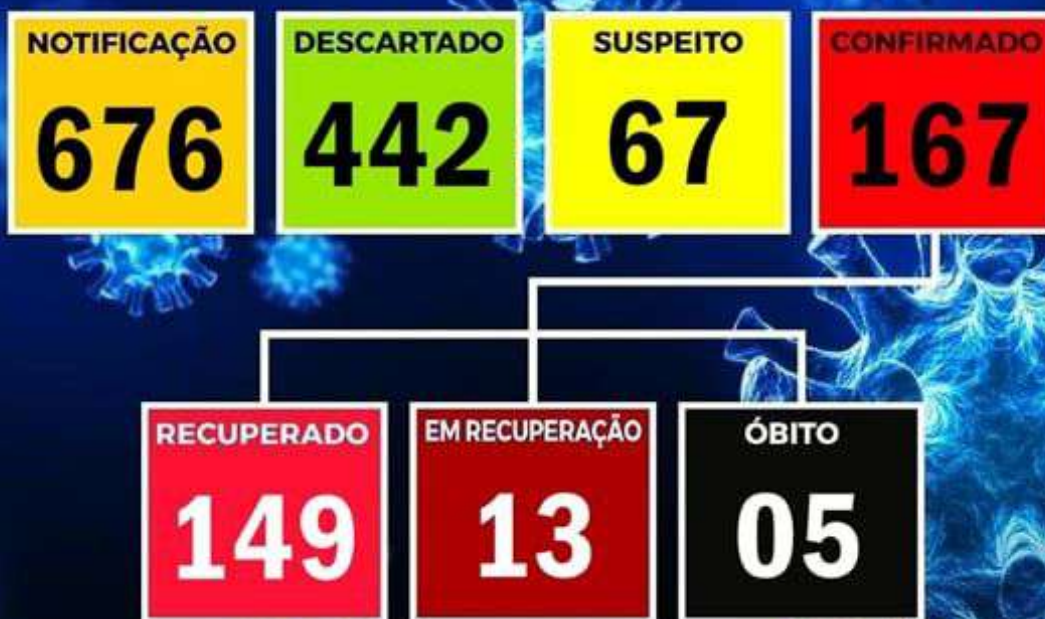 NOTIFICAÇÃO
676
DESCARTADO
442
SUSPEITO
67
CONFIRMADO
167
RECUPERADO
149
EM RECUPERAÇÃO
13
ÓBITO
05